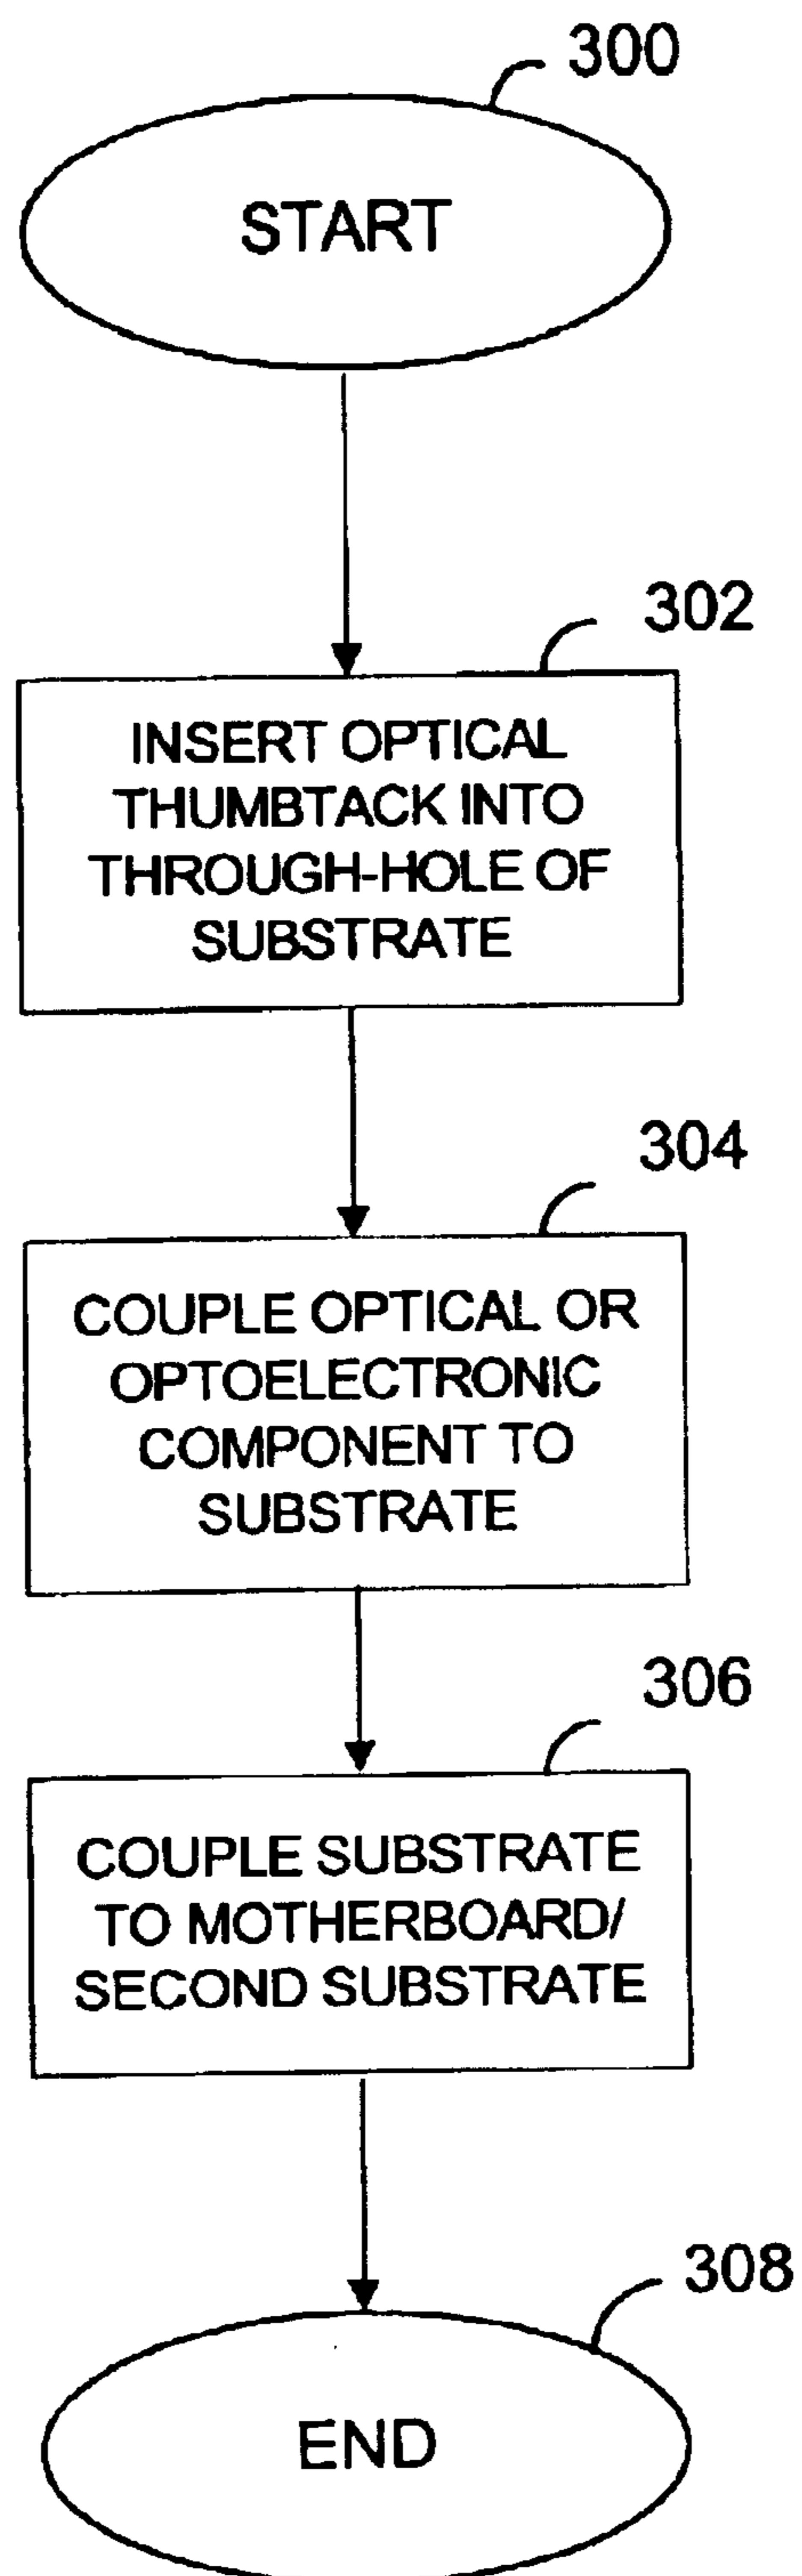 300
START
302
INSERT OPTICAL
THUMBTACK INTO
THROUGH-HOLE OF
SUBSTRATE
304
COUPLE OPTICAL OR
OPTOELECTRONIC
COMPONENT TO
SUBSTRATE
306
COUPLE SUBSTRATE
TO MOTHERBOARD/
SECOND SUBSTRATE
308
END